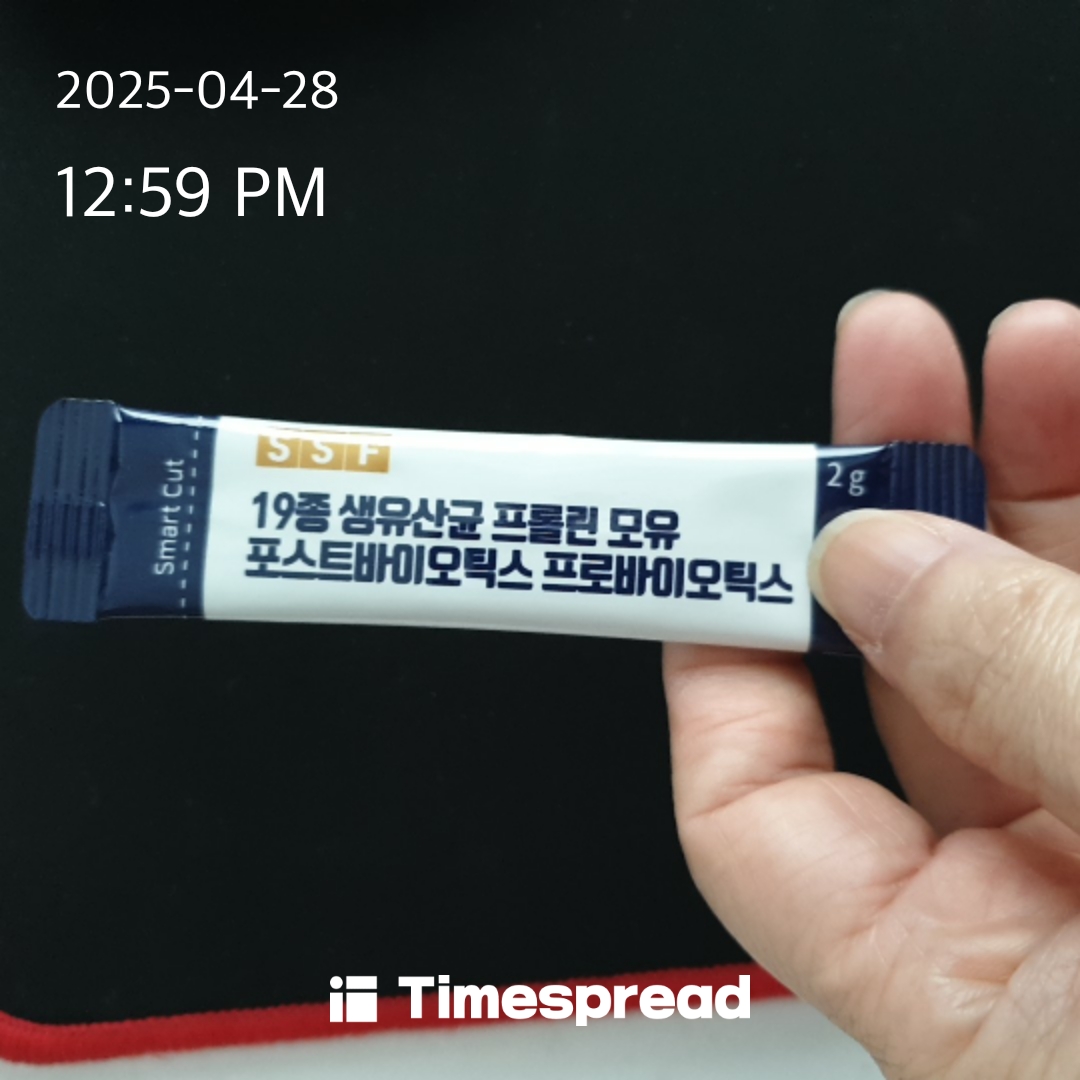 2025-04-28
12:59 PM
Smart Cut
SSF
2 g
19종 생유산균 프롤린 모유
포스트바이오틱스 프로바이오틱스
Timespread